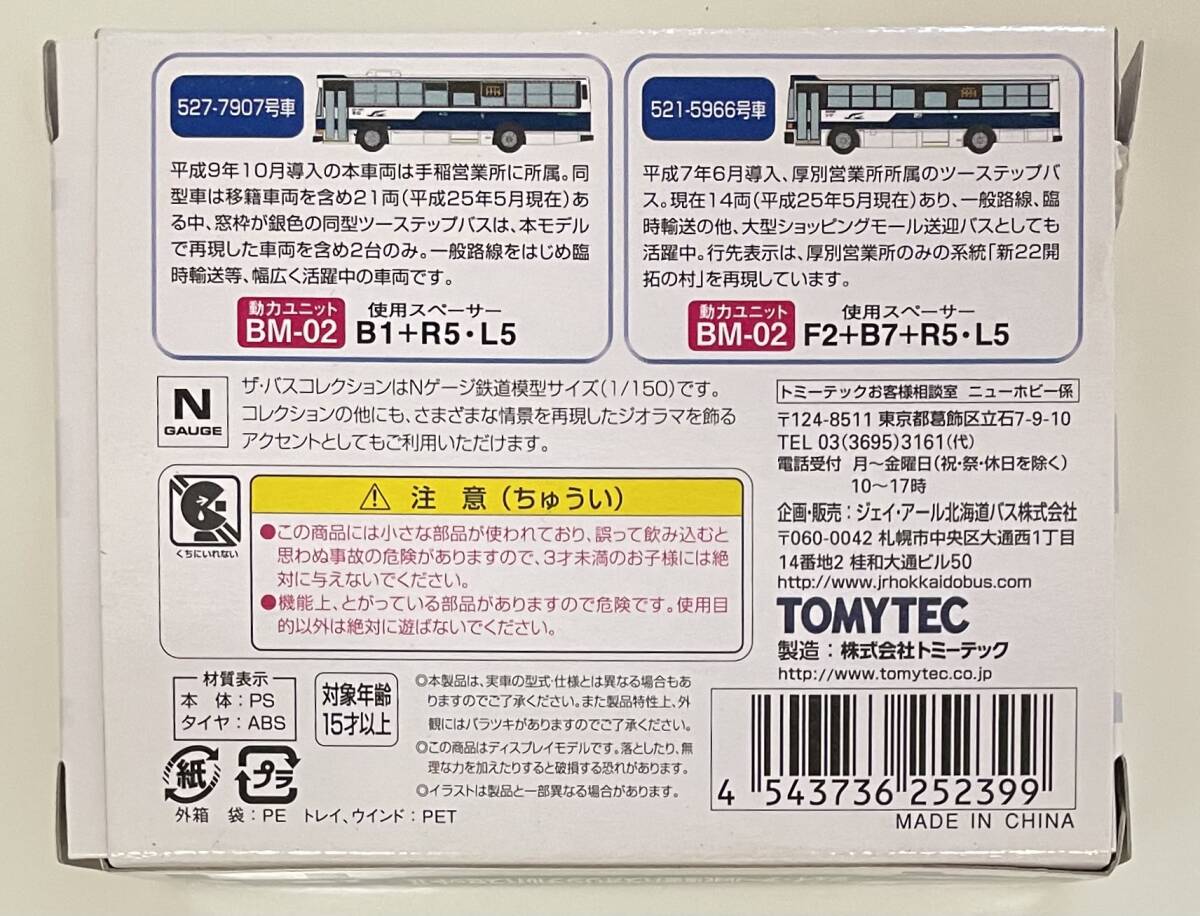 527-7907号車
平成9年10月導入の本車両は手稲営業所に所属。同
型車は移籍車両を含め21両(平成25年5月現在)あ
る中、窓枠が銀色の同型ツーステップバスは、本モデル
で再現した車両を含め2台のみ。一般路線をはじめ臨
時輸送等、幅広く活躍中の車両です。
動力ユニット
BM-02
使用スペーサー
B1+R5・L5
521-5966号車
平成7年6月導入、厚別営業所所属のツーステップバ
ス。現在14両(平成25年5月現在)あり、一般路線、臨
時輸送の他、大型ショッピングモール送迎バスとしても
活躍中。行先表示は、厚別営業所のみの系統「新22開
拓の村」を再現しています。
動力ユニット
BM-02
使用スペーサー
F2+B7+R5・L5
N
GAUGE
ザ・バスコレクションはNゲージ鉄道模型サイズ(1/150)です。
コレクションの他にも、さまざまな情景を再現したジオラマを飾る
アクセントとしてもご利用いただけます。
くちにいれない
注 意 (ちゅうい)
●この商品には小さな部品が使われており、誤って飲み込むと
思わぬ事故の危険がありますので、3才未満のお子様には絶
対に与えないでください。
●機能上、とがっている部品がありますので危険です。使用目
的以外は絶対に遊ばないでください。
トミーテックお客様相談室 ニューホビー係
〒124-8511 東京都葛飾区立石7-9-10
TEL 03(3695)3161(代)
電話受付 月～金曜日(祝・祭・休日を除く)
10～17時
企画・販売：ジェイ・アール北海道バス株式会社
〒060-0042 札幌市中央区大通西1丁目
14番地2 桂和大通ビル50
http://www.jrhokkaidobus.com
TOMYTEC
製造：株式会社トミーテック
http://www.tomytec.co.jp
材質表示
本 体：PS
タイヤ：ABS
対象年齢
15才以上
◎本製品は、実車の型式・仕様とは異なる場合もあ
りますのでご了承ください。また製品特性上、外
観にはバラツキがありますのでご了承ください。
◎この商品はディスプレイモデルです。落としたり、無
理な力を加えたりすると破損する恐れがあります。
◎イラストは製品と一部異なる場合があります。
紙
プラ
外箱 袋：PE トレイ、ウインド：PET
4 543736 252399
MADE IN CHINA